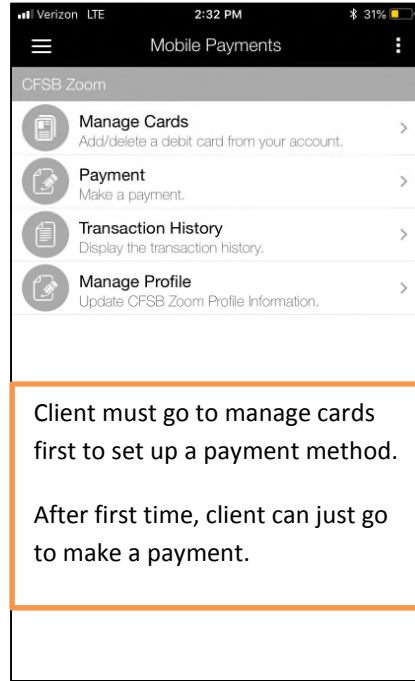 Verizon LTE 2:32 PM 31%
Mobile Payments
CFSB Zoom
Manage Cards
Add/delete a debit card from your account.
Payment
Make a payment.
Transaction History
Display the transaction history.
Manage Profile
Update CFSB Zoom Profile Information.
Client must go to manage cards
first to set up a payment method.
After first time, client can just go
to make a payment.